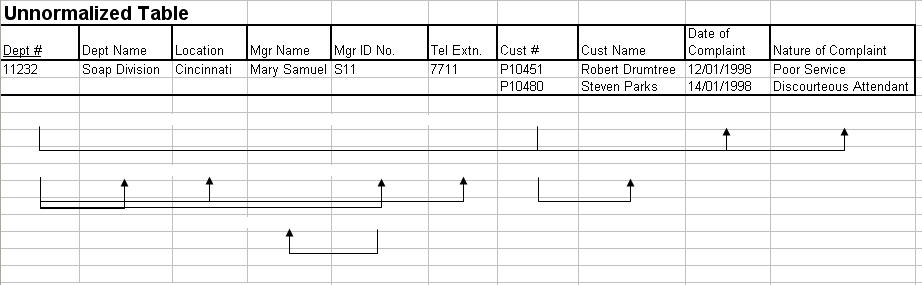 Unnormalized Table
Dept # Dept Name Location Mgr Name Mgr ID No. Tel Extn. Cust # Cust Name Date of Complaint Nature of Complaint
11232 Soap Division Cincinnati Mary Samuel S11 7711 P10451 Robert Drumtree 12/01/1998 Poor Service
P10480 Steven Parks 14/01/1998 Discourteous Attendant